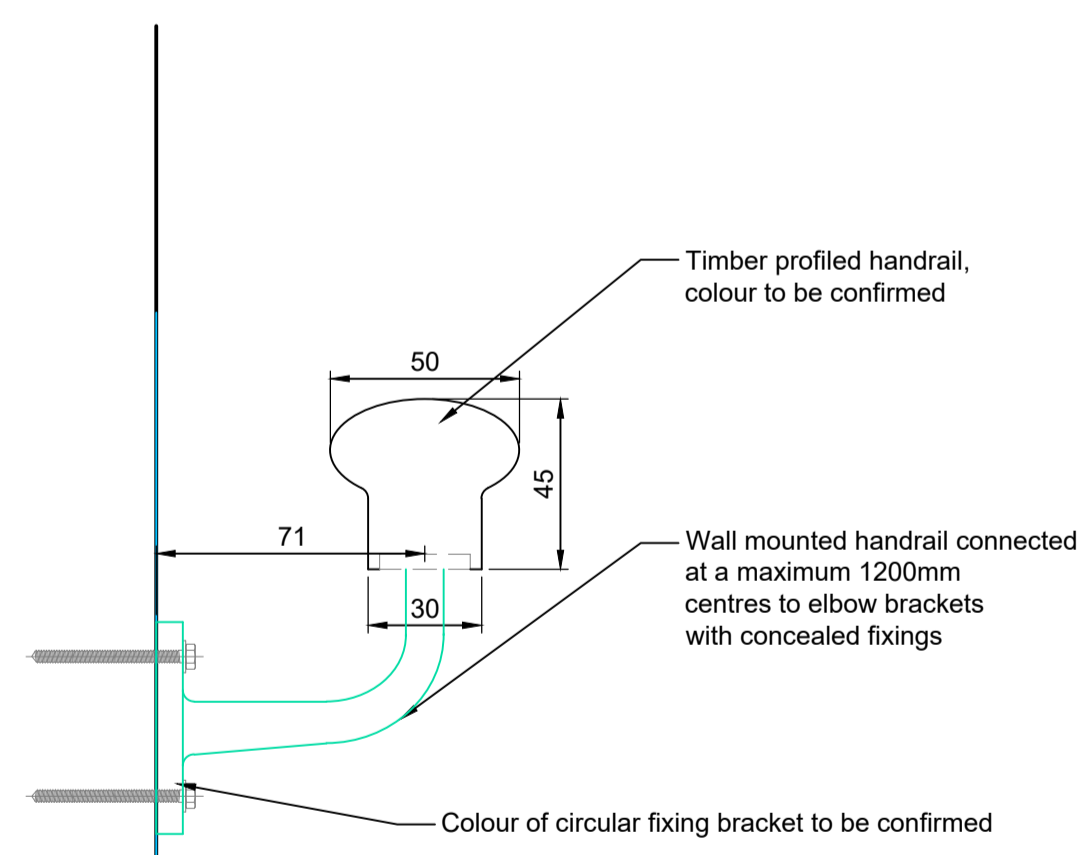 Timber profiled handrail,
colour to be confirmed
50
45
71
Wall mounted handrail connected
at a maximum 1200mm
centres to elbow brackets
with concealed fixings
30
Colour of circular fixing bracket to be confirmed